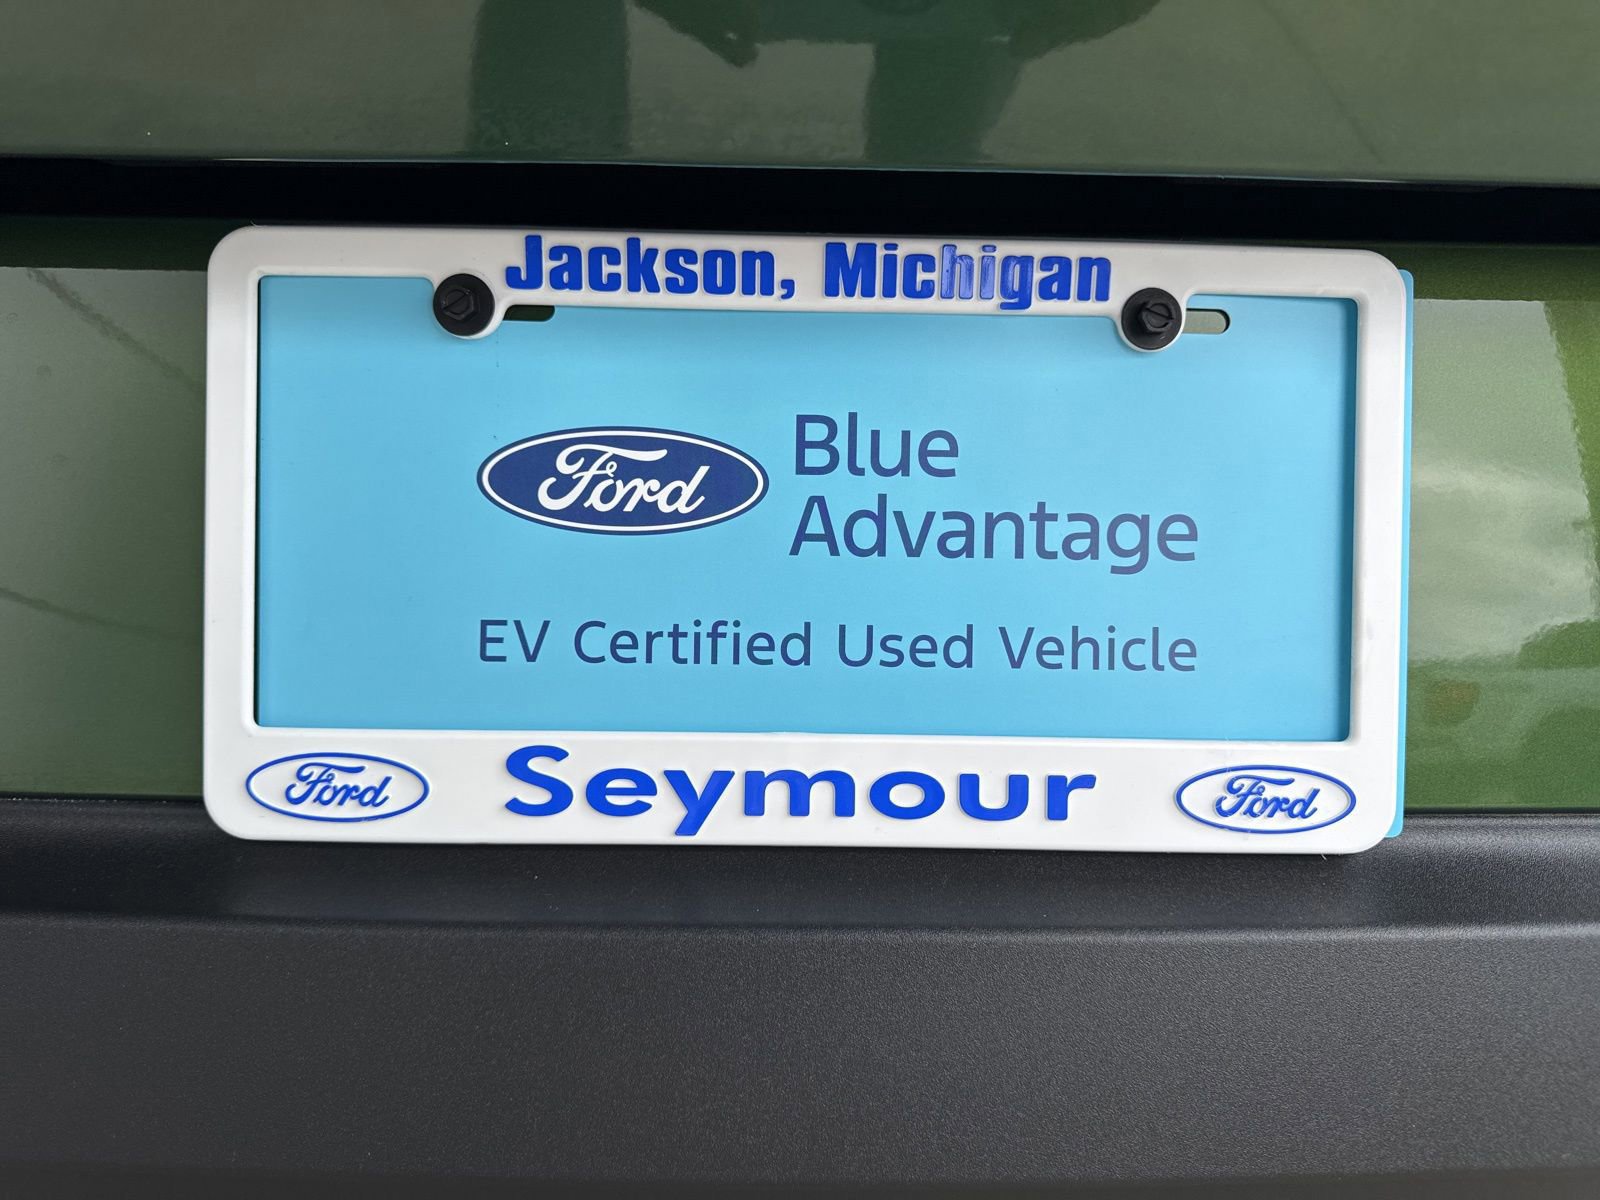 Jackson, Michigan
Ford
Blue
Advantage
EV Certified Used Vehicle
Ford
Seymour
Ford